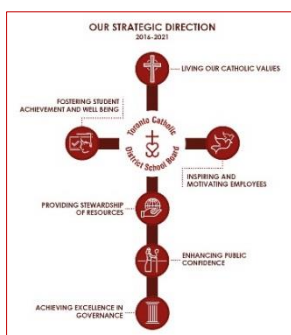 OUR STRATEGIC DIRECTION
2016-2021
LIVING OUR CATHOLIC VALUES
FOSTERING STUDENT
ACHIEVEMENT AND WELL BEING
Toronto Catholic
District School Board
INSPIRING AND
MOTIVATING EMPLOYEES
PROVIDING STEWARDSHIP
OF RESOURCES
ENHANCING PUBLIC
CONFIDENCE
ACHIEVING EXCELLENCE IN
GOVERNANCE